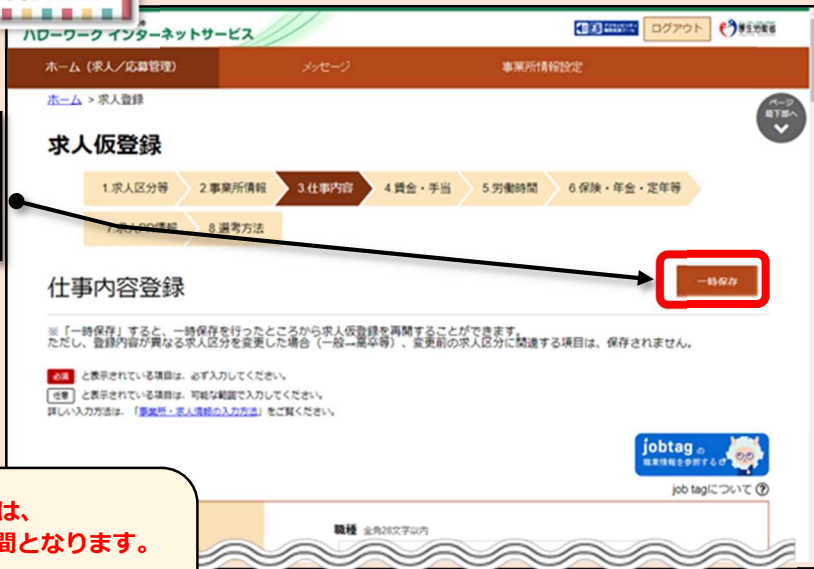 ハローワーク インターネットサービス
ログアウト
厚生労働省
ホーム（求人／応募管理）
メッセージ
事業所情報設定
ホーム > 求人登録
ページ
最下部へ
求人仮登録
1.求人区分等
2.事業所情報
3.仕事内容
4.賃金・手当
5.労働時間
6.保険・年金・定年等
8.選考方法
仕事内容登録
一時保存
※「一時保存」すると、一時保存を行ったところから求人仮登録を再開することができます。
ただし、登録内容が異なる求人区分を変更した場合（一般→高卒等）、変更前の求人区分に関連する項目は、保存されません。
必須 と表示されている項目は、必ず入力してください。
任意 と表示されている項目は、可能な範囲で入力してください。
詳しい入力方法は、「事業所・求人情報の入力方法」をご覧ください。
jobtag の
職業情報を参照する
job tagについて ?
職種 全角28文字以内
は、
間となります。